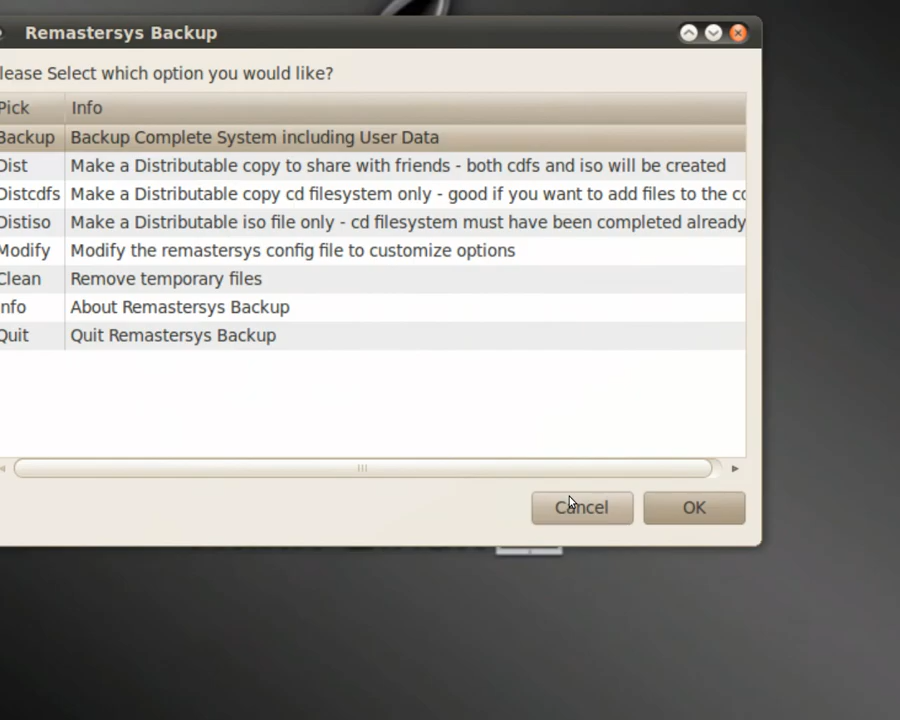 Remastersys Backup
lease Select which option you would like?
Pick Info
Backup Backup Complete System including User Data
Dist Make a Distributable copy to share with friends - both cdfs and iso will be created
Distcdfs Make a Distributable copy cd filesystem only - good if you want to add files to the cd
Distiso Make a Distributable iso file only - cd filesystem must have been completed already
Modify Modify the remastersys config file to customize options
Clean Remove temporary files
nfo About Remastersys Backup
Quit Quit Remastersys Backup
Cancel OK